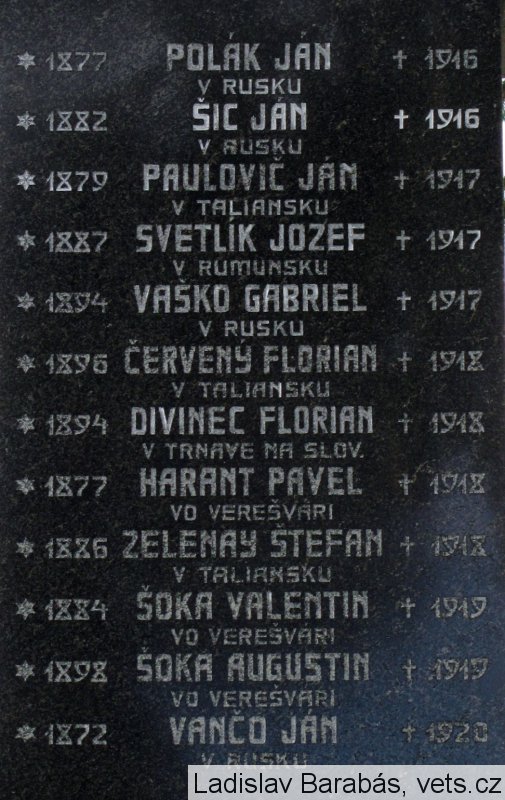 * 1877 POLÁK JÁN † 1916
V RUSKU
* 1882 ŠIC JÁN † 1916
V RUSKU
* 1879 PAULOVIČ JÁN † 1917
V TALIANSKU
* 1887 SVETLÍK JOZEF † 1917
V RUMUNSKU
* 1894 VAŠKO GABRIEL † 1917
V RUSKU
* 1896 ČERVENÝ FLORIAN † 1918
V TALIANSKU
* 1894 DIVINEC FLORIAN † 1918
V TRNAVE NA SLOV.
* 1877 HARANT PAVEL † 1918
VO VEREŠVÁRI
* 1886 ZELENAY ŠTEFAN † 1918
V TALIANSKU
* 1884 ŠOKA VALENTIN † 1919
VO VEREŠVÁRI
* 1898 ŠOKA AUGUSTIN † 1919
VO VEREŠVÁRI
* 1872 VANČO JÁN † 1920
V RUSKU
Ladislav Barabás, vets.cz